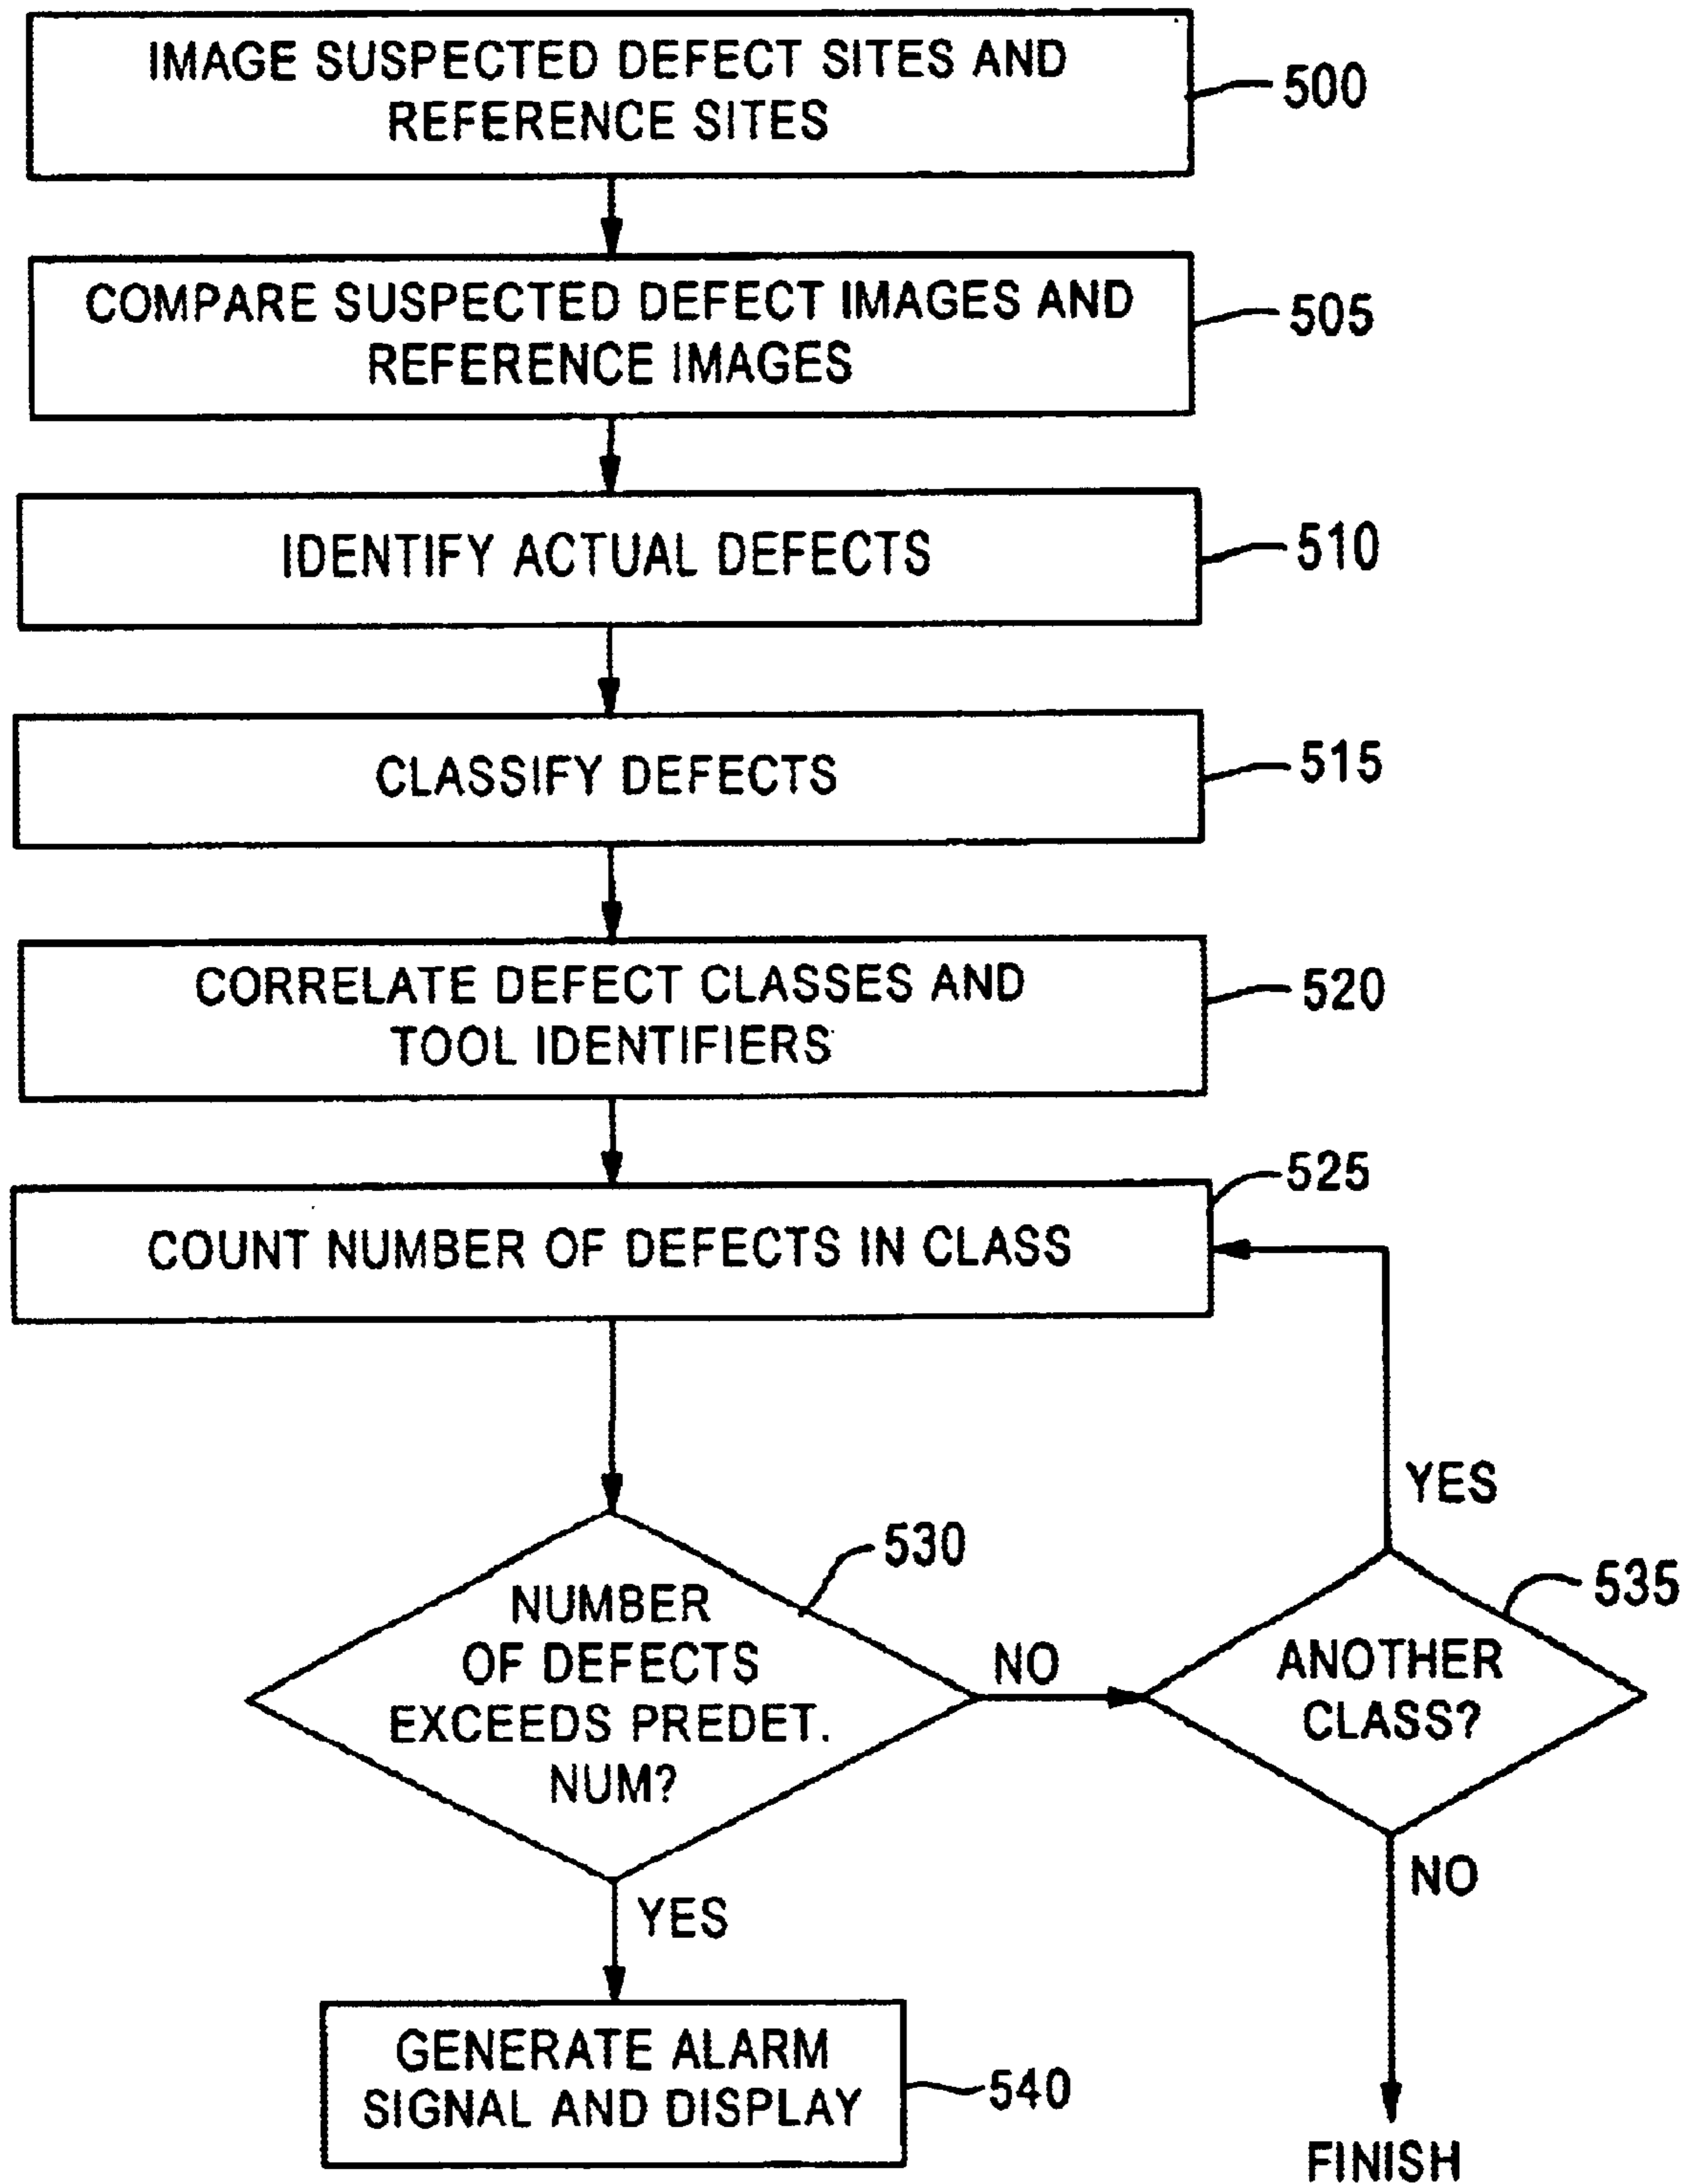 IMAGE SUSPECTED DEFECT SITES AND
REFERENCE SITES
500
COMPARE SUSPECTED DEFECT IMAGES AND
REFERENCE IMAGES
505
IDENTIFY ACTUAL DEFECTS
510
CLASSIFY DEFECTS
515
CORRELATE DEFECT CLASSES AND
TOOL IDENTIFIERS
520
525
COUNT NUMBER OF DEFECTS IN CLASS
YES
530
NUMBER
OF DEFECTS
EXCEEDS PREDET.
NUM?
NO
535
ANOTHER
CLASS?
YES
NO
GENERATE ALARM
SIGNAL AND DISPLAY
540
FINISH